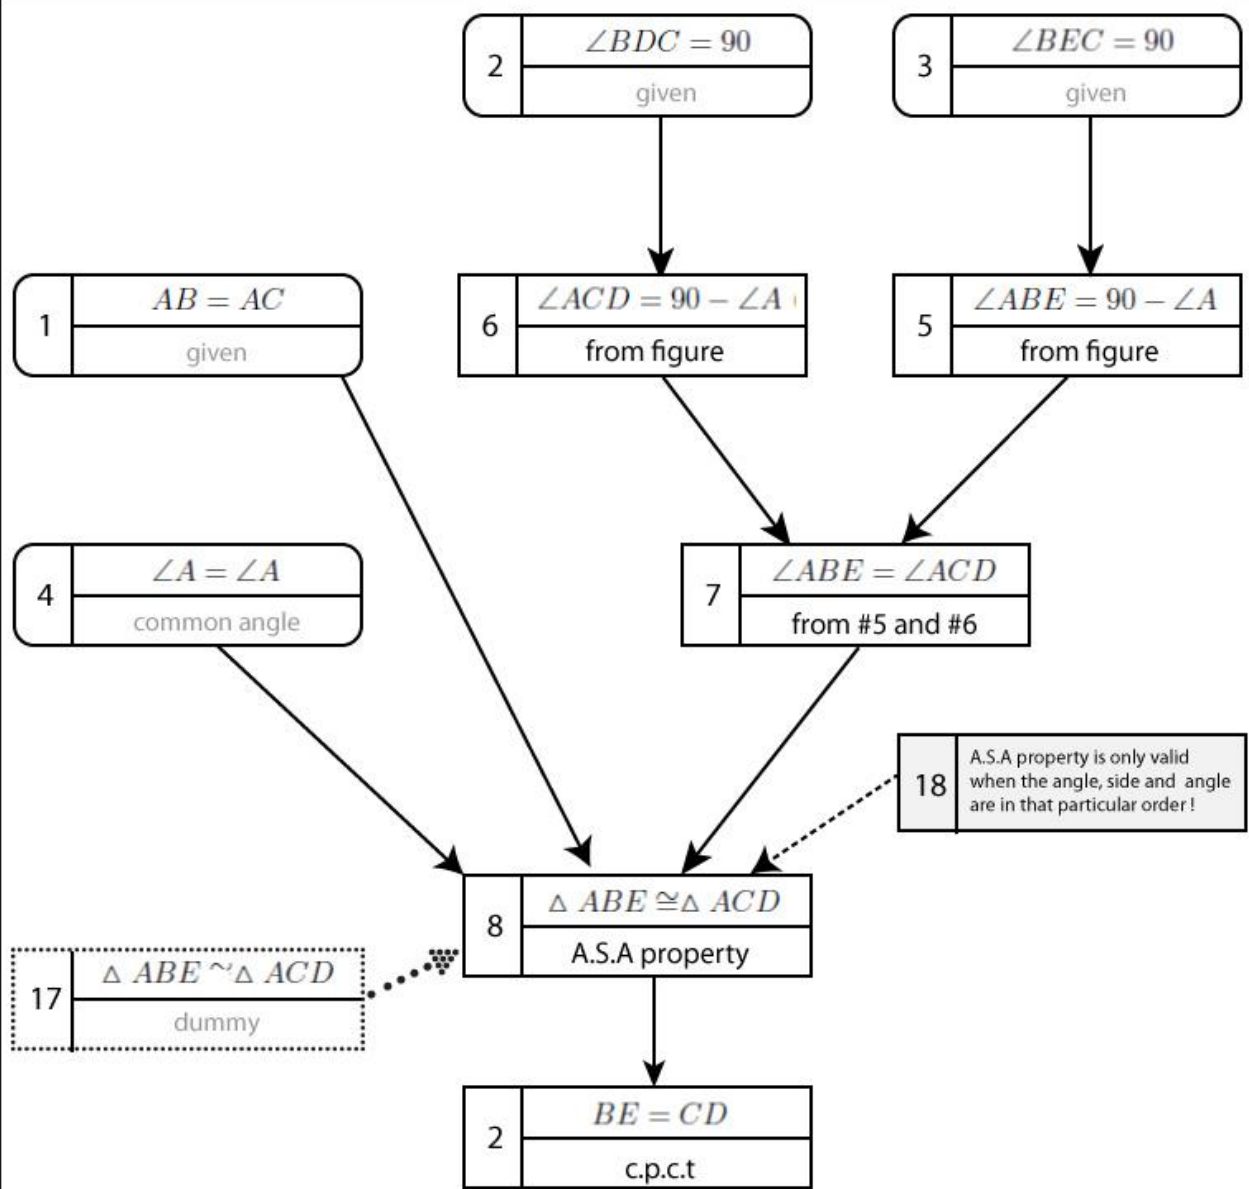 2
∠BDC = 90
given
3
∠BEC = 90
given
1
AB = AC
given
6
∠ACD = 90 − ∠A (
from figure
5
∠ABE = 90 − ∠A
from figure
4
∠A = ∠A
common angle
7
∠ABE = ∠ACD
from #5 and #6
18
A.S.A property is only valid
when the angle, side and angle
are in that particular order !
8
△ ABE ≅△ ACD
A.S.A property
17
△ ABE ~△ ACD
dummy
2
BE = CD
c.p.c.t